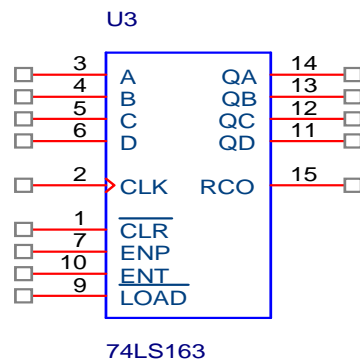 U3
3 A QA 14
4 B QB 13
5 C QC 12
6 D QD 11
2 CLK RCO 15
1 CLR
7 ENP
10 ENT
9 LOAD
74LS163